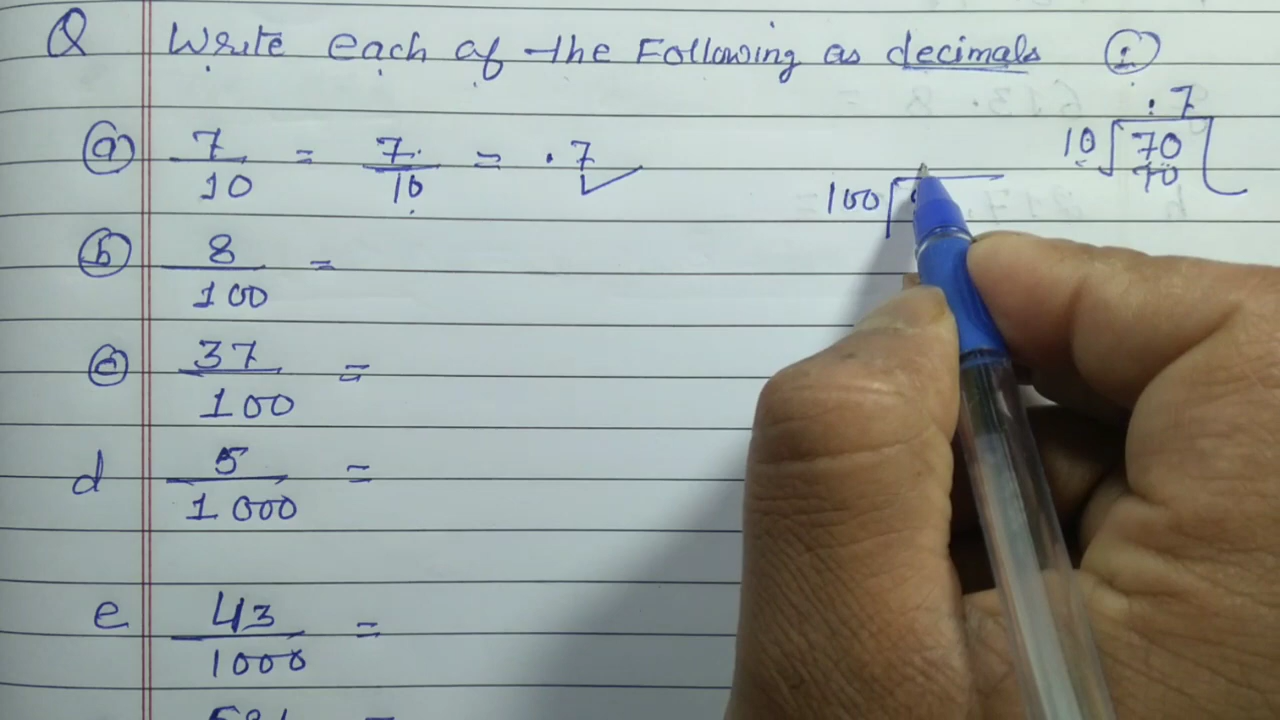 Q Write each of the Following as decimals i
ⓐ 7/10 = 7./10 = .7
.7
10 70
70
100
ⓑ 8/100 =
ⓒ 37/100 =
d 5/1000 =
e 43/1000 =